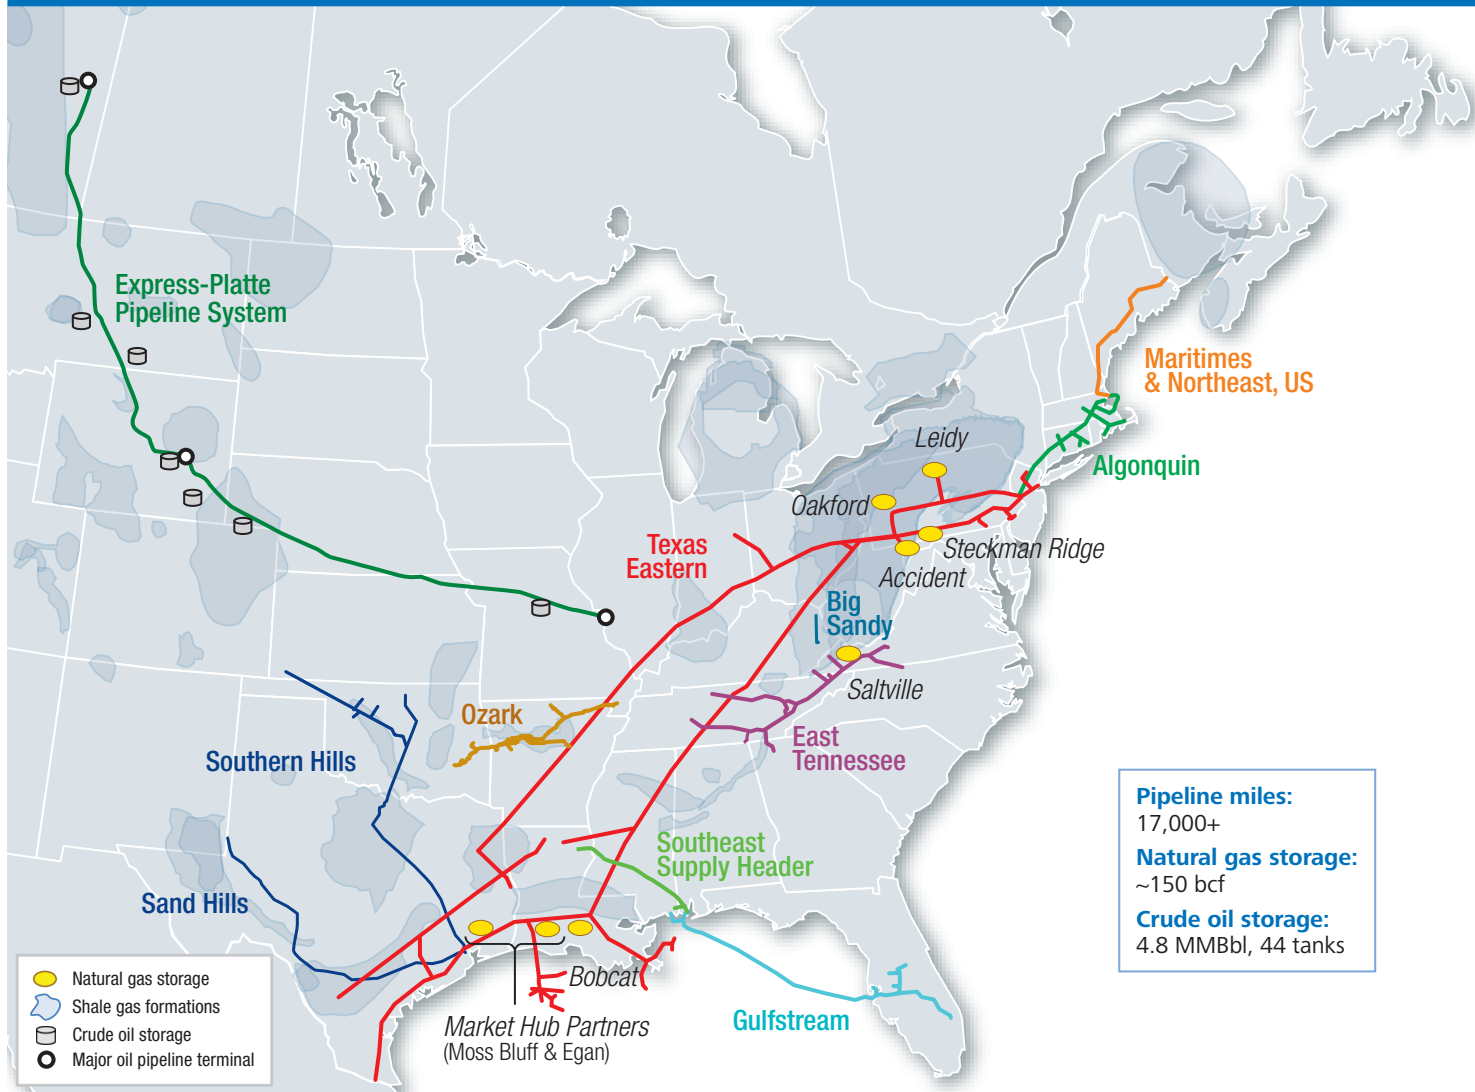 Express-Platte
Pipeline System
Maritimes
& Northeast, US
Leidy
Algonquin
Oakford
Texas
Eastern
Steckman Ridge
Accident
Big
Sandy
Saltville
Ozark
East
Tennessee
Southern Hills
Southeast
Supply Header
Sand Hills
Bobcat
Market Hub Partners
(Moss Bluff & Egan)
Gulfstream
Pipeline miles:
17,000+
Natural gas storage:
~150 bcf
Crude oil storage:
4.8 MMBbl, 44 tanks
Natural gas storage
Shale gas formations
Crude oil storage
Major oil pipeline terminal